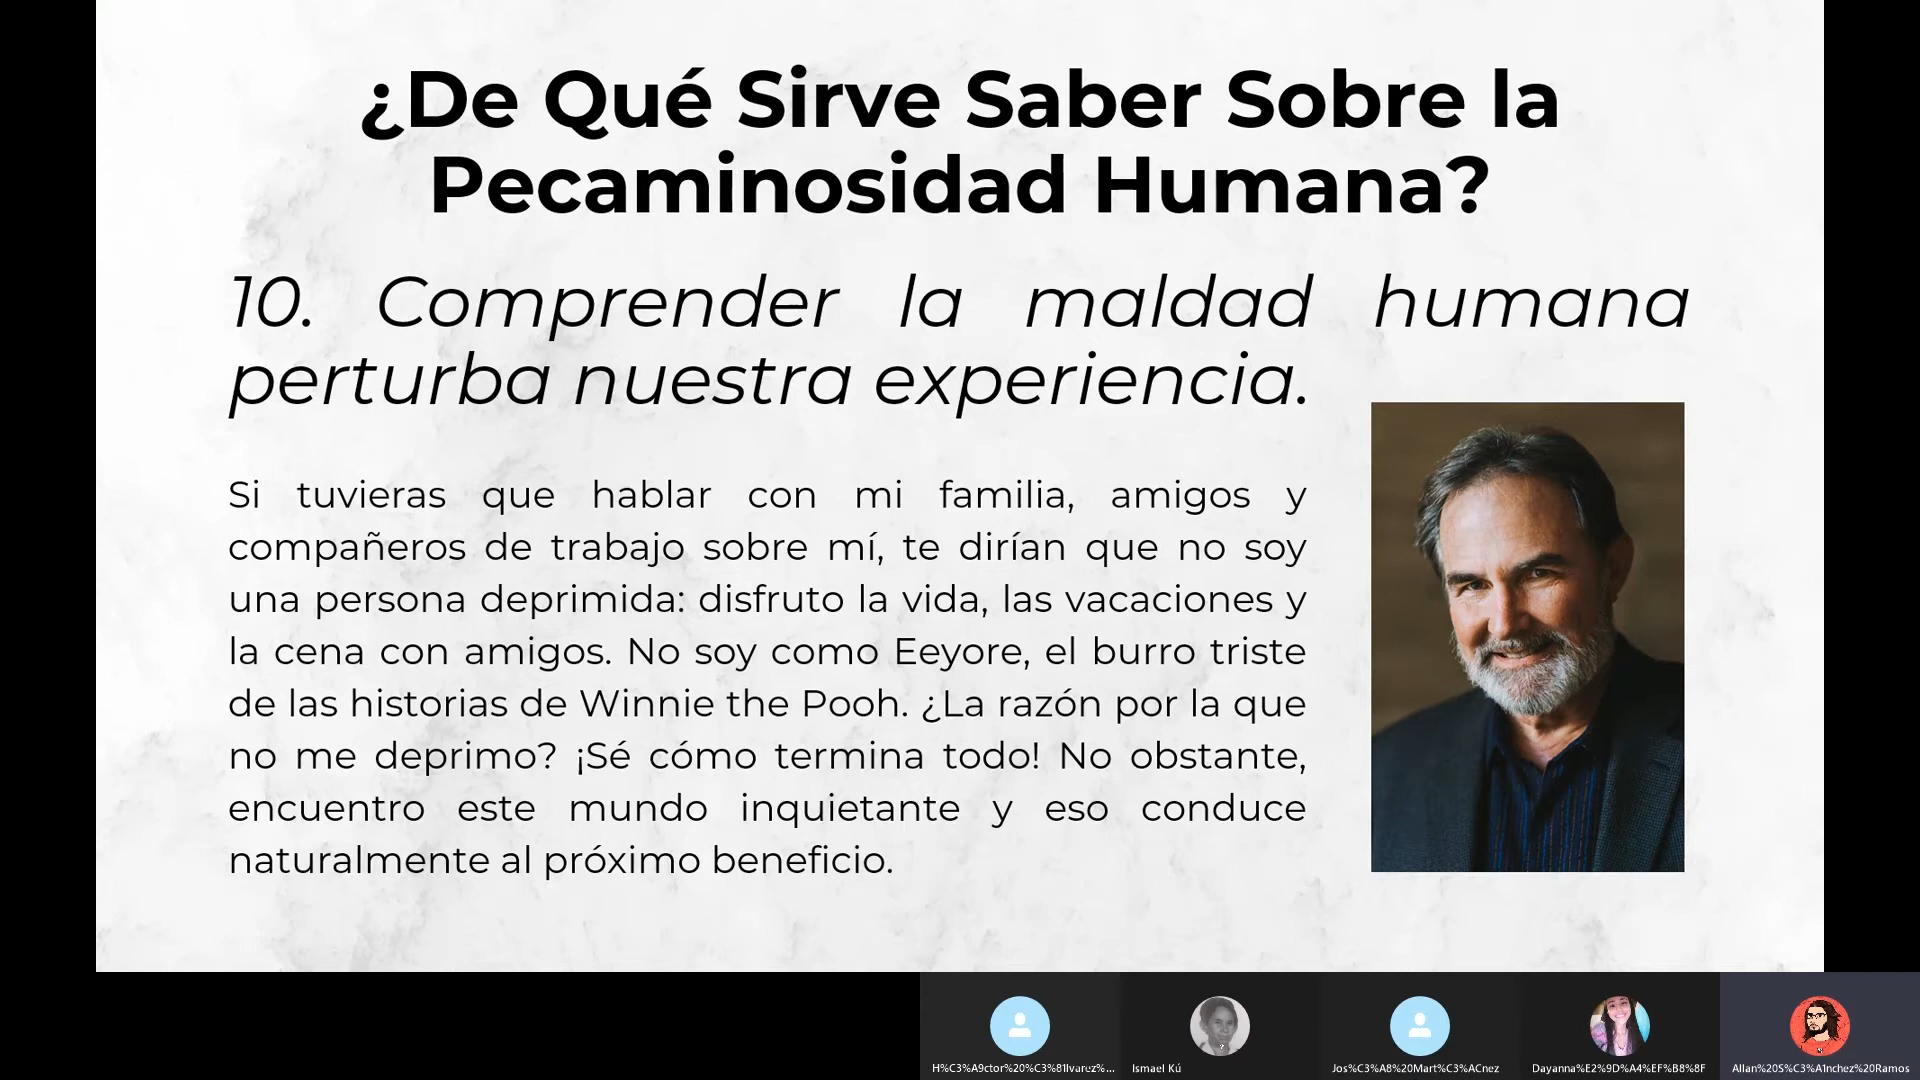 ¿De Qué Sirve Saber Sobre la
Pecaminosidad Humana?
10. Comprender la maldad humana
perturba nuestra experiencia.
Si tuvieras que hablar con mi familia, amigos y
compañeros de trabajo sobre mí, te dirían que no soy
una persona deprimida: disfruto la vida, las vacaciones y
la cena con amigos. No soy como Eeyore, el burro triste
de las historias de Winnie the Pooh. ¿La razón por la que
no me deprimo? ¡Sé cómo termina todo! No obstante,
encuentro este mundo inquietante y eso conduce
naturalmente al próximo beneficio.
H%C3%A9ctor%20%C3%81lvarez%...
Ismael Kú
Jos%C3%A8%20Mart%C3%ACnez
Dayanna%E2%9D%A4%EF%B8%8F
Allan%20S%C3%A1nchez%20Ramos